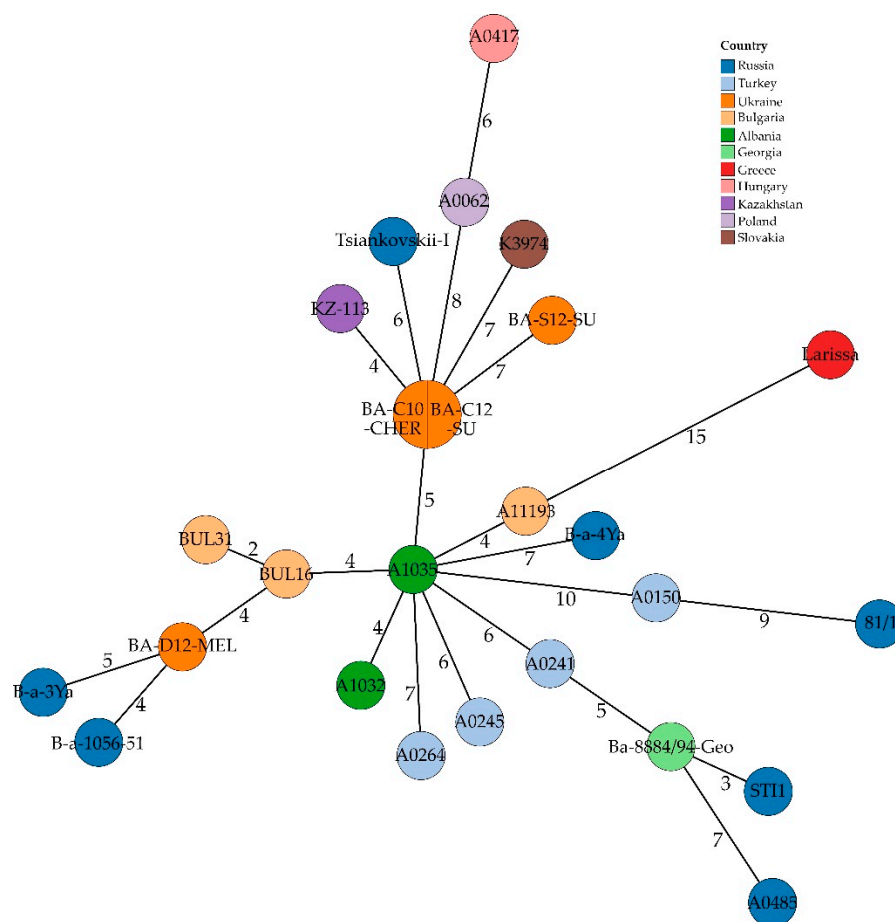 A0417
Country
Russia
Turkey
Ukraine
Bulgaria
Albania
Georgia
Greece
Hungary
Kazakhstan
Poland
Slovakia
6
A0062
Tsiankovskii-I
K3974
8
KZ-113
6
7
BA-S12-SU
4
7
Larissa
BA-C10
-CHER
BA-C12
-SU
15
5
A11193
BUL31
B-a-4Ya
2
4
7
BUL16
4
A1035
10
A0150
9
81/1
4
BA-D12-MEL
4
6
6
A0241
5
B-a-3Ya
A1032
7
5
4
A0245
B-a-1056-51
A0264
Ba-8884/94-Geo
3
STI1
7
A0485